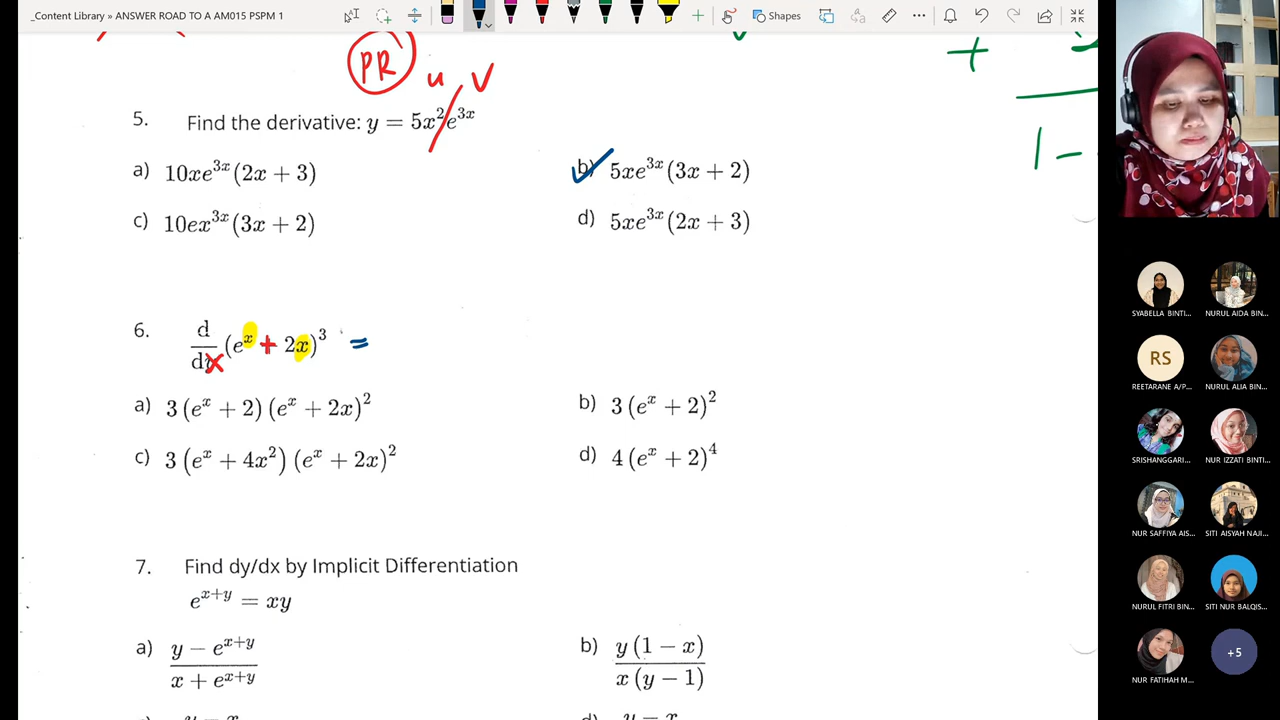 _Content Library » ANSWER ROAD TO A AM015 PSPM 1
Shapes
PR
u v
+
1 -
5. Find the derivative: y = 5x²e³ˣ
a) 10xe³ˣ(2x + 3)
b) 5xe³ˣ(3x + 2)
c) 10ex³ˣ(3x + 2)
d) 5xe³ˣ(2x + 3)
6. d/dx (eˣ + 2x)³ =
a) 3(eˣ + 2)(eˣ + 2x)²
b) 3(eˣ + 2)²
c) 3(eˣ + 4x²)(eˣ + 2x)²
d) 4(eˣ + 2)⁴
7. Find dy/dx by Implicit Differentiation
eˣ⁺ʸ = xy
a) (y − eˣ⁺ʸ)/(x + eˣ⁺ʸ)
b) y(1 − x)/x(y − 1)
y − x
d) y − x
SYABELLA BINTI...
NURUL AIDA BIN...
RS
REETARANE A/P...
NURUL ALIA BIN...
SRISHANGGARI...
NUR IZZATI BINTI...
NUR SAFFIYA AIS...
SITI AISYAH NAJI...
NURUL FITRI BIN...
SITI NUR BALQIS...
NUR FATIHAH M...
+5